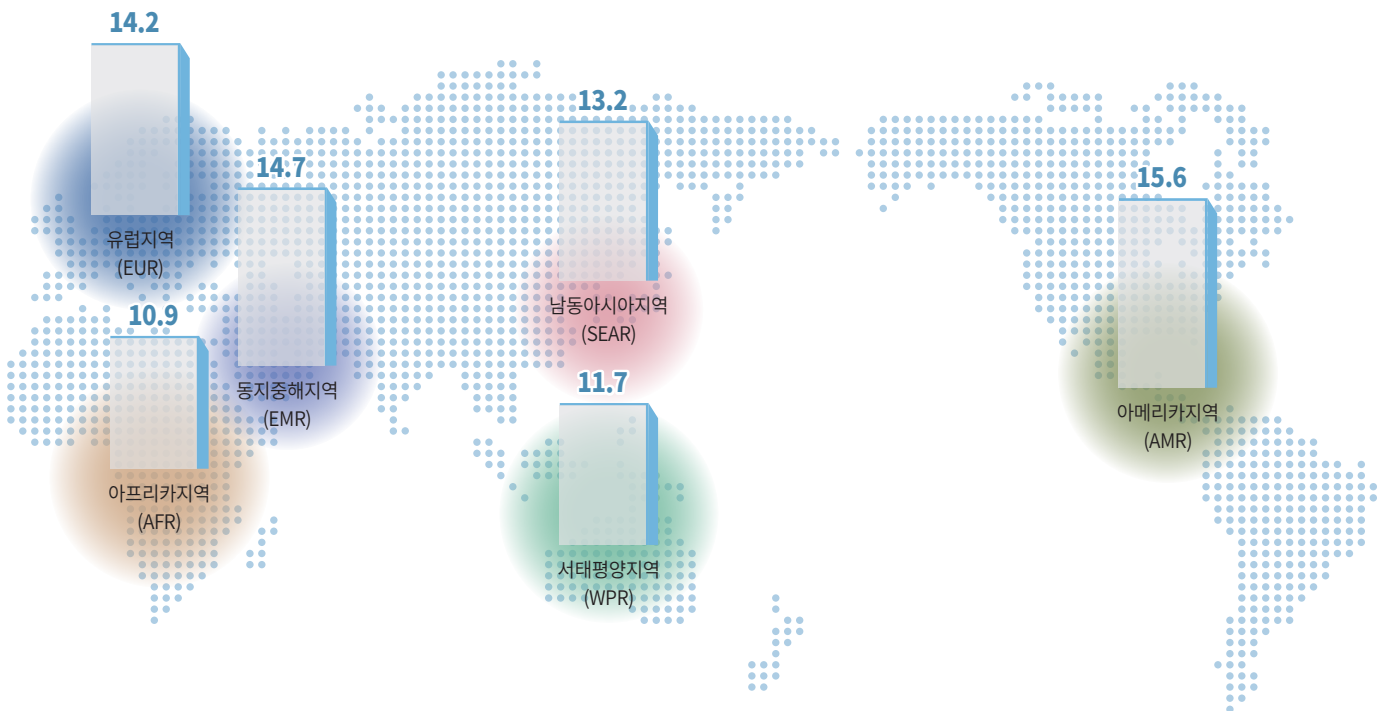 14.2
유럽지역
(EUR)
14.7
동지중해지역
(EMR)
10.9
아프리카지역
(AFR)
13.2
남동아시아지역
(SEAR)
11.7
서태평양지역
(WPR)
15.6
아메리카지역
(AMR)